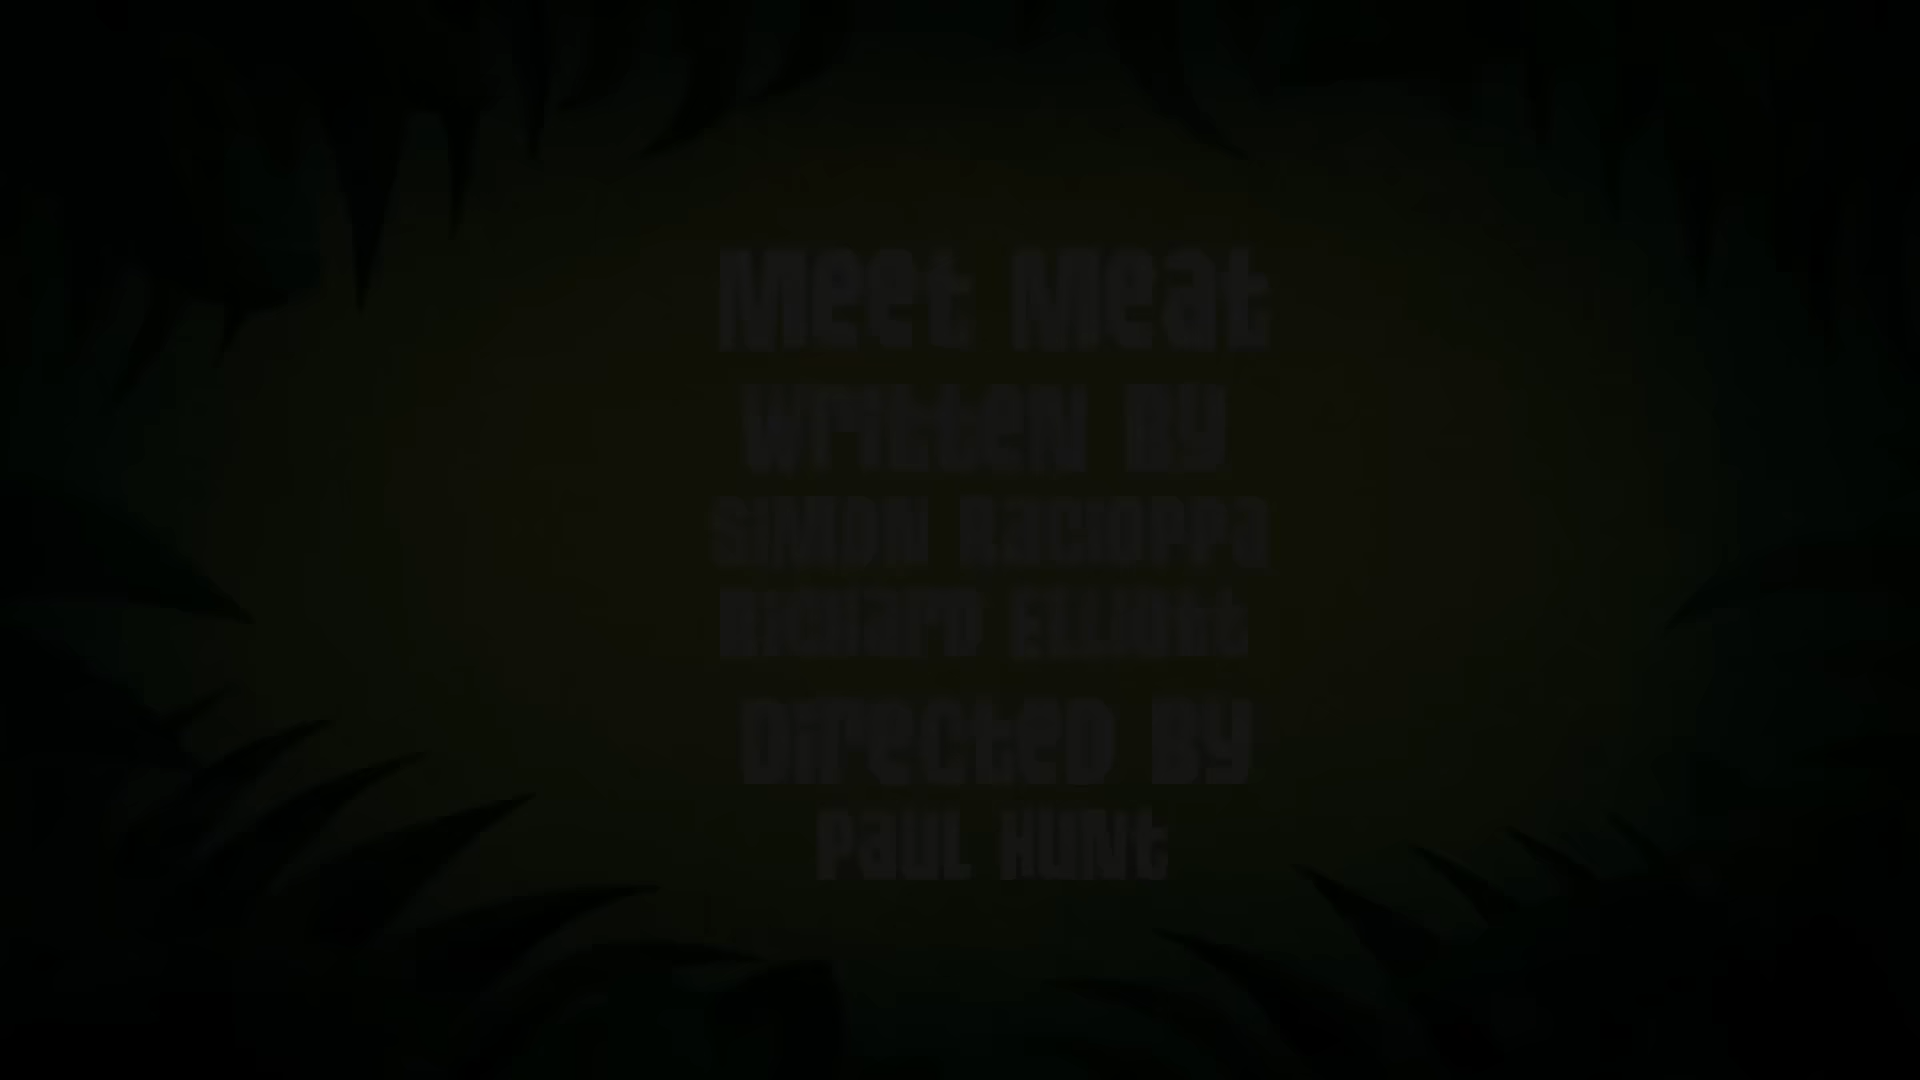 Meet Meat
Written By
Simon Racioppa
Richard Elliott
Directed By
Paul Hunt